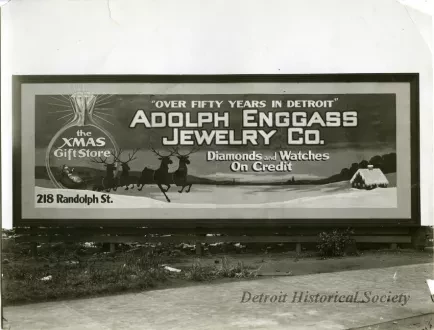 "OVER FIFTY YEARS IN DETROIT"
ADOLPH ENGGASS
JEWELRY CO.
the
XMAS
Gift Store
Diamonds and Watches
On Credit
218 Randolph St.
Detroit Historical Society